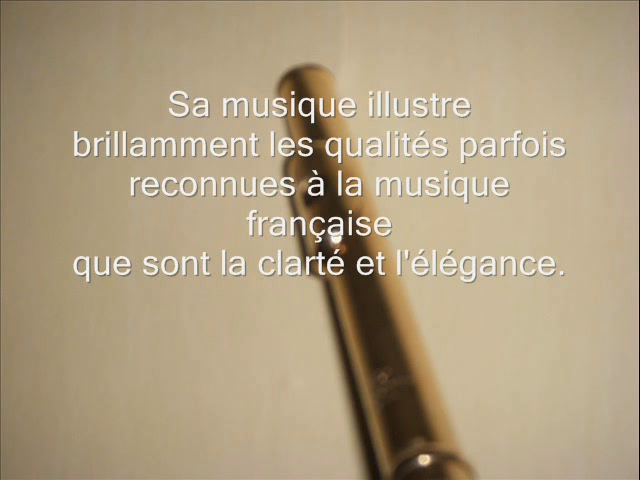 Sa musique illustre
brillamment les qualités parfois
reconnues à la musique
française
que sont la clarté et l'élégance.